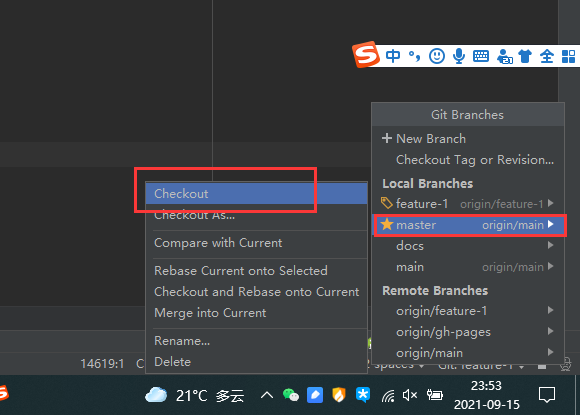 中
全
Git Branches
New Branch
Checkout Tag or Revision...
Local Branches
feature-1 origin/feature-1
master origin/main
docs
main origin/main
Remote Branches
origin/feature-1
origin/gh-pages
origin/main
Checkout
Checkout As...
Compare with Current
Rebase Current onto Selected
Checkout and Rebase onto Current
Merge into Current
Rename...
Delete
14619:1
spaces
Git: feature-1
21°C 多云
23:53
2021-09-15